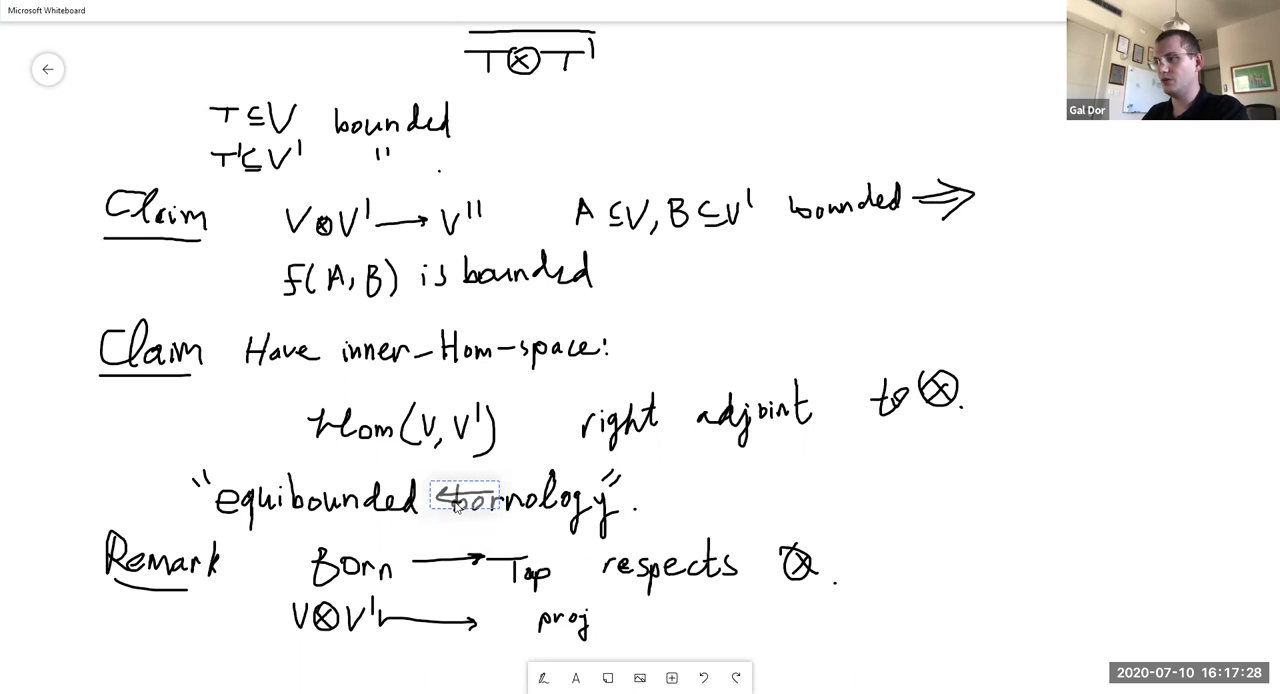 Microsoft Whiteboard
T ⊗ T'
T ⊆ V bounded
T' ⊆ V' "
Claim V ⊗ V' → V'' A ⊆ V, B ⊆ V' bounded ⇒
f(A, B) is bounded
Claim Have inner-Hom-space:
Hom(V, V') right adjoint to ⊗.
"equibounded bornology".
Remark Born → Top respects ⊗.
V ⊗ V' ↦ proj
Gal Dor
2020-07-10 16:17:28